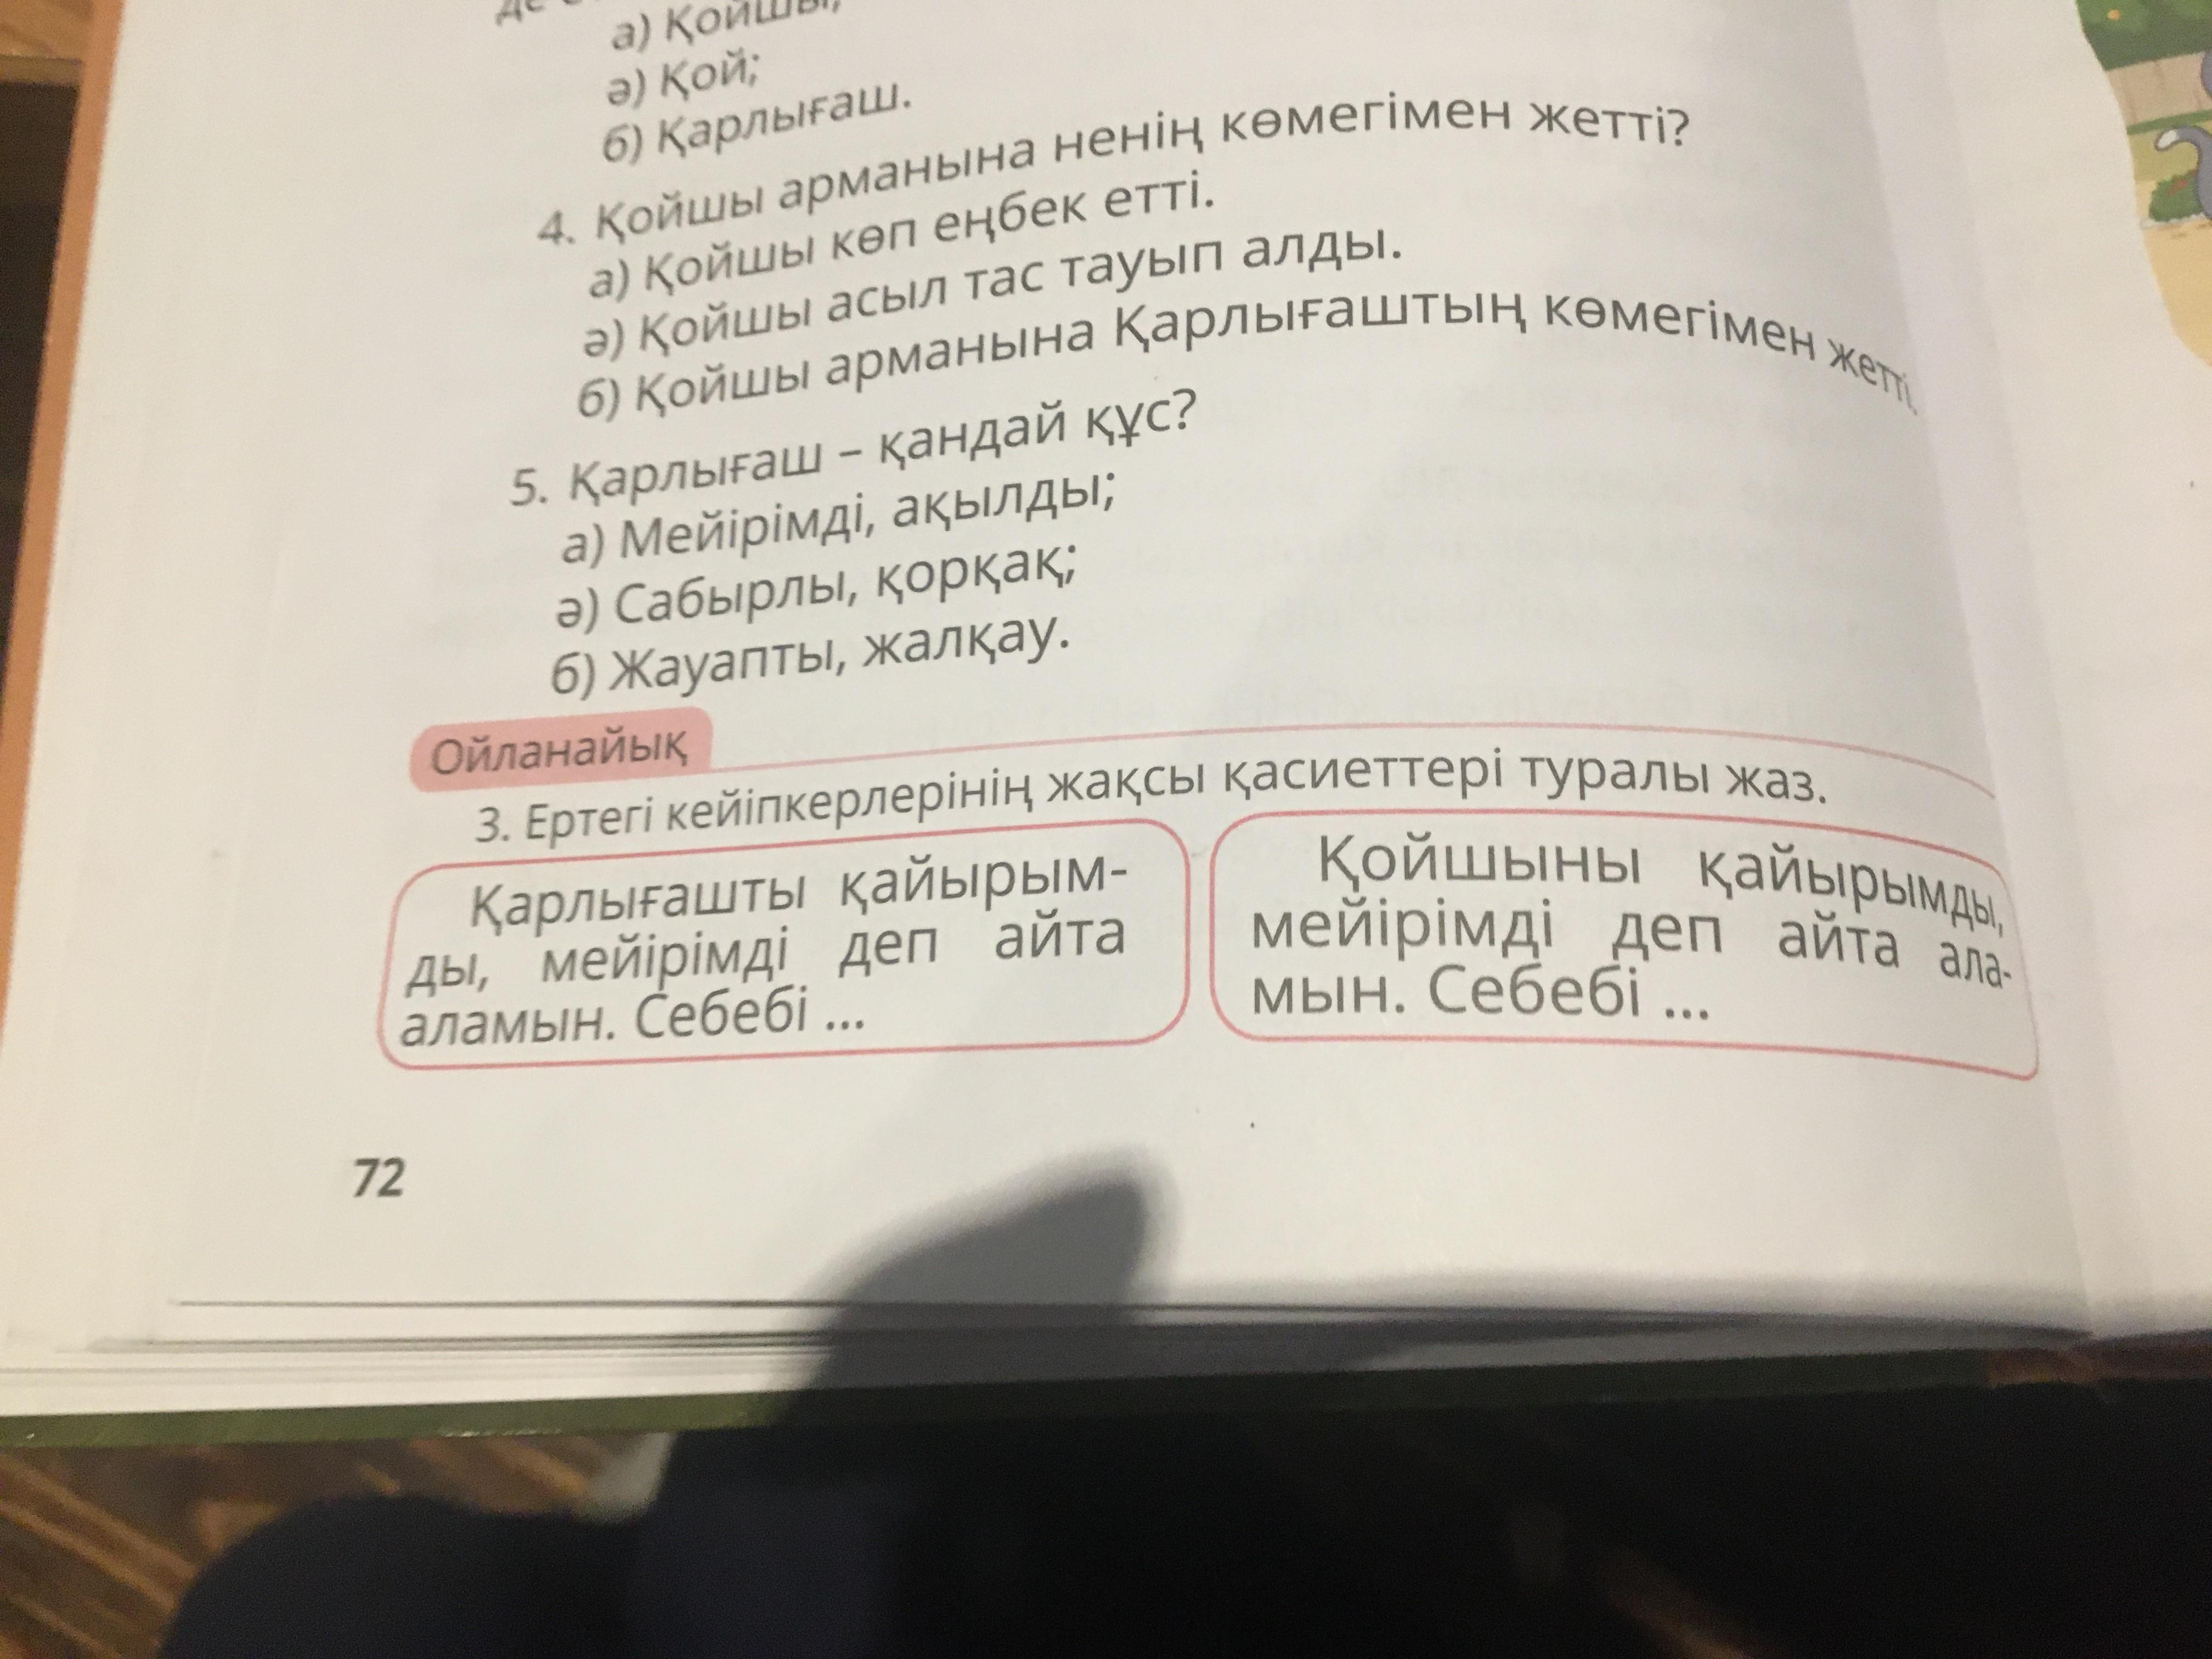 а) Қойшы,
ә) Қой;
б) Қарлығаш.
4. Қойшы арманына ненің көмегімен жетті?
а) Қойшы көп еңбек етті.
ә) Қойшы асыл тас тауып алды.
б) Қойшы арманына Қарлығаштың көмегімен жетті.
5. Қарлығаш – қандай құс?
а) Мейірімді, ақылды;
ә) Сабырлы, қорқақ;
б) Жауапты, жалқау.
Ойланайық
3. Ертегі кейіпкерлерінің жақсы қасиеттері туралы жаз.
Қарлығашты қайырым-
ды, мейірімді деп айта
аламын. Себебі ...
Қойшыны қайырымды,
мейірімді деп айта ала-
мын. Себебі ...
72